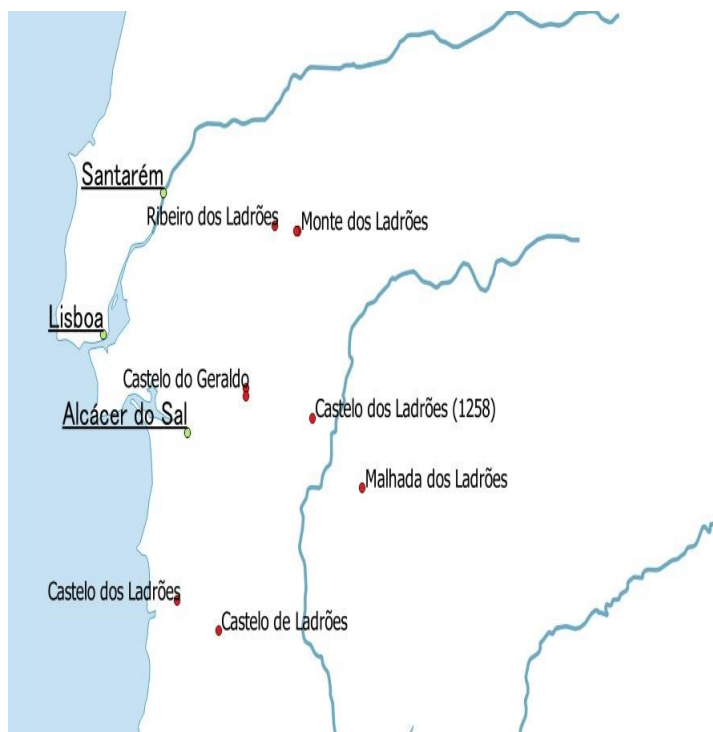 Santarém
Ribeiro dos Ladrões
Monte dos Ladrões
Lisboa
Castelo do Geraldo
Castelo dos Ladrões (1258)
Alcácer do Sal
Malhada dos Ladrões
Castelo dos Ladrões
Castelo de Ladrões